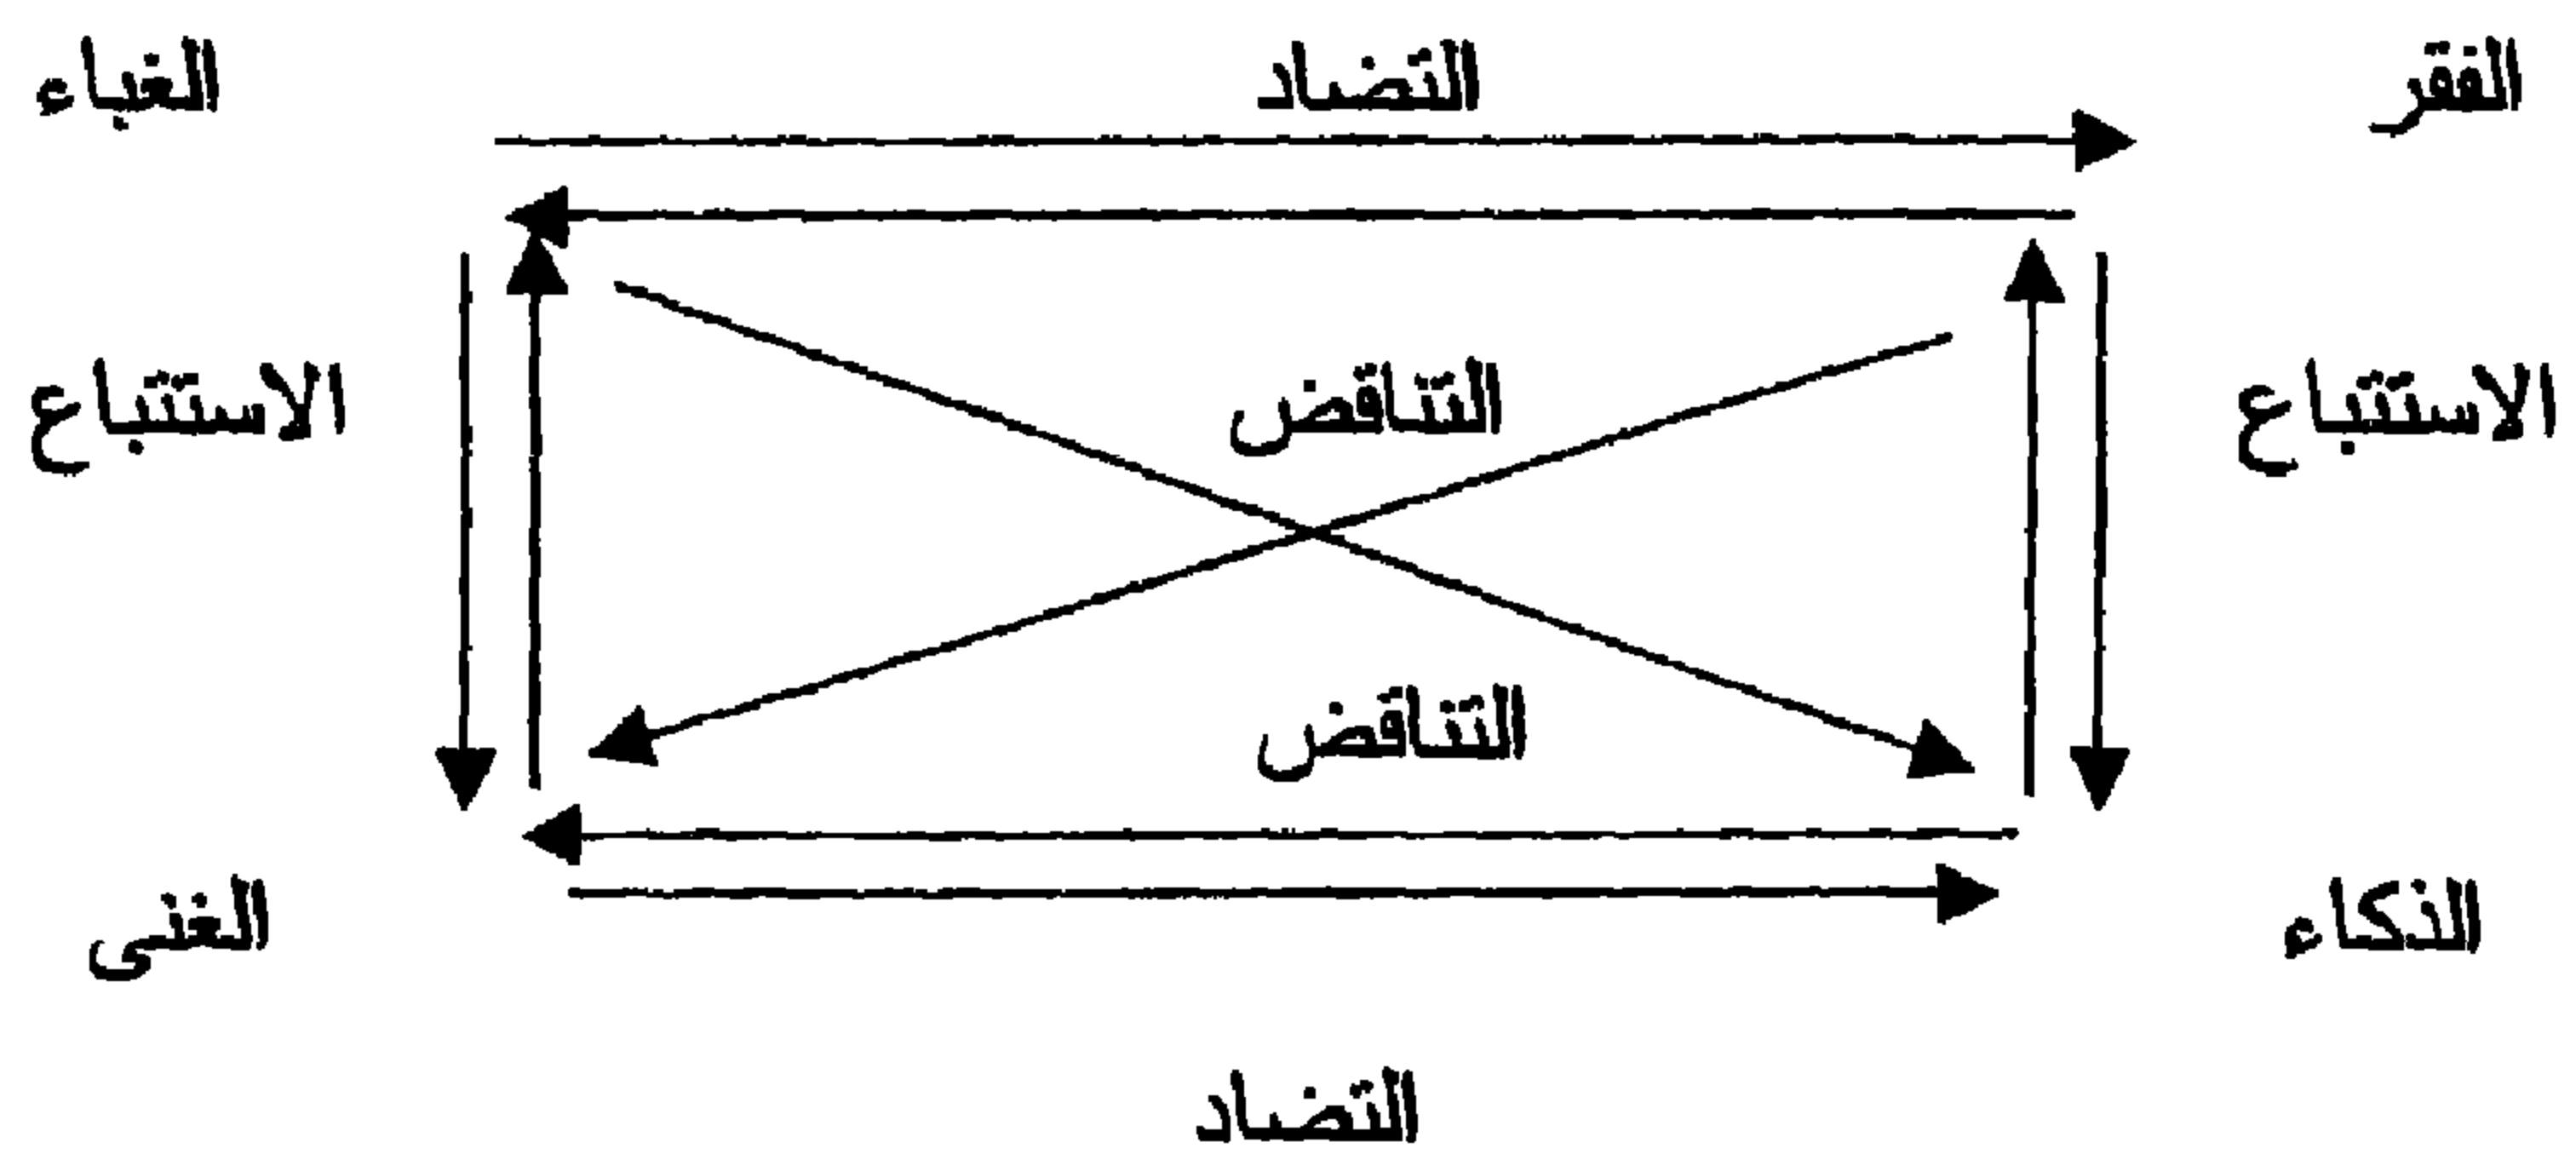 الفقر التضاد الغباء
الاستتباع التناقض الاستتباع
التناقض
الذكاء الغنى
التضاد